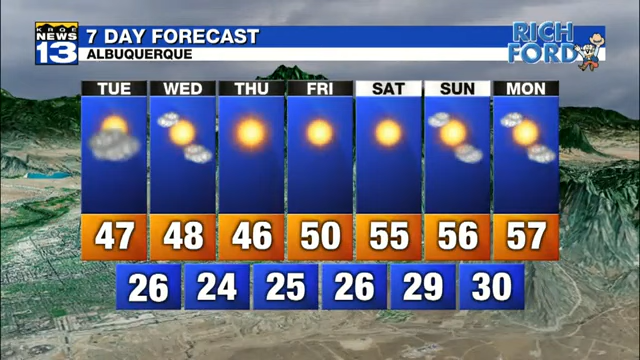 KRQE
NEWS
13
7 DAY FORECAST
ALBUQUERQUE
RICH
FORD
TUE WED THU FRI SAT SUN MON
47 48 46 50 55 56 57
26 24 25 26 29 30